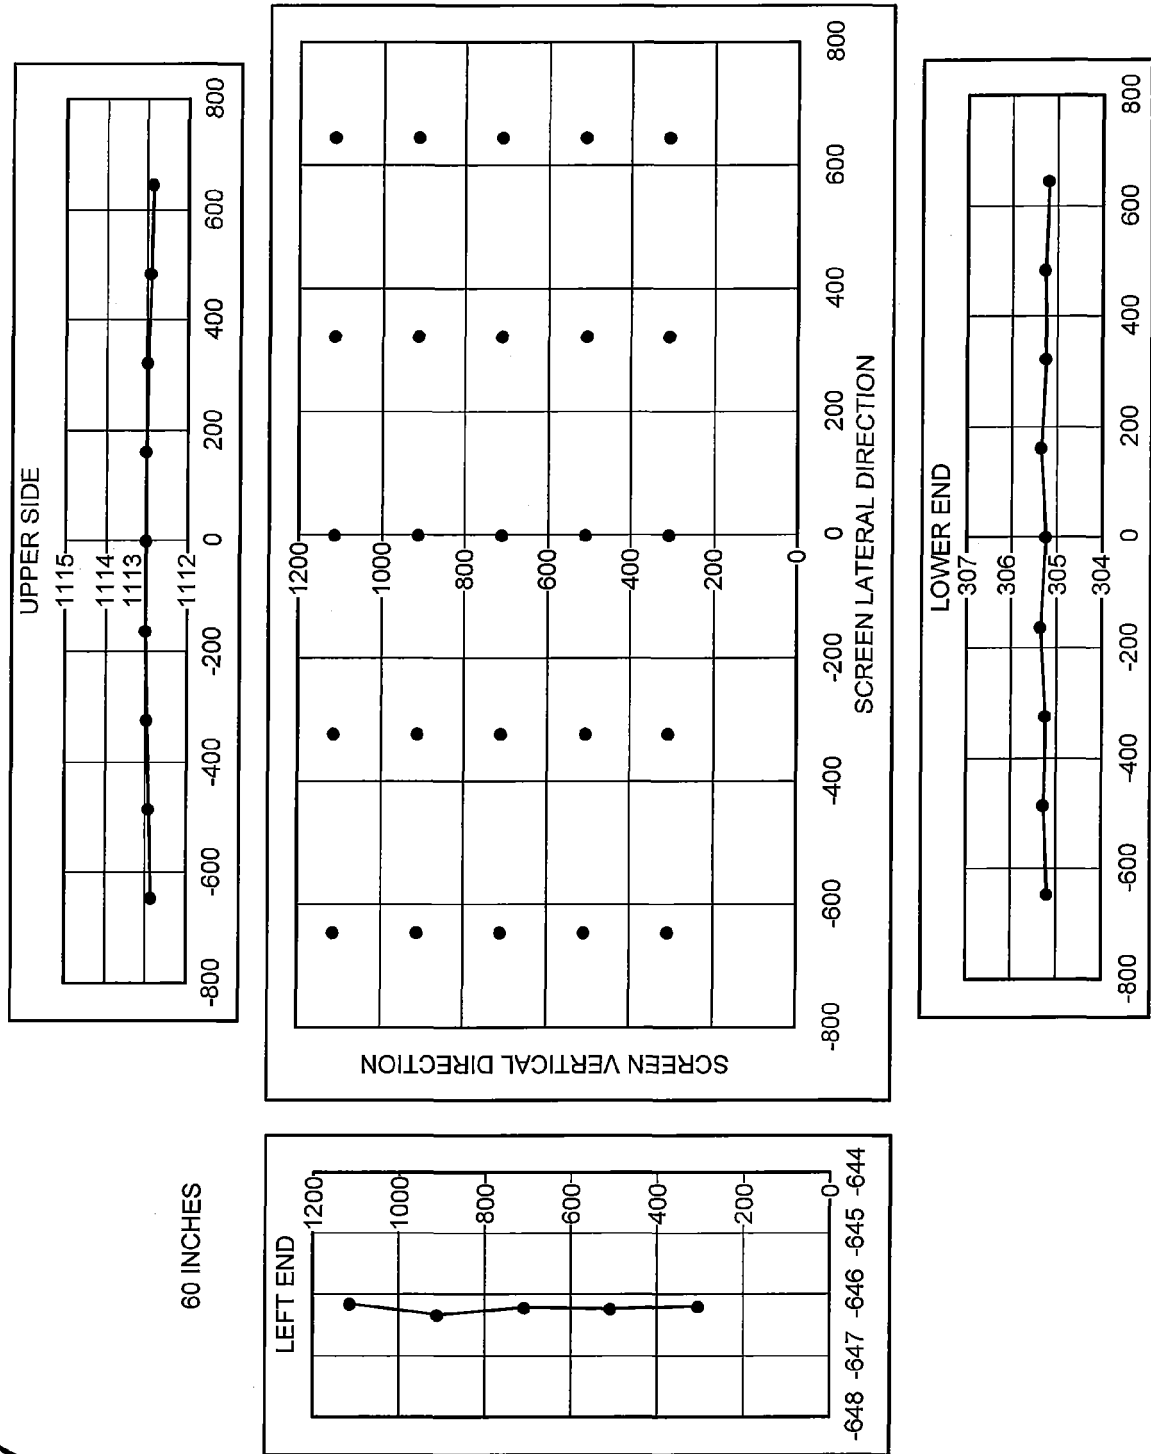 60 INCHES
UPPER SIDE
1115
1114
1113
1112
-800 -600 -400 -200 0 200 400 600 800
LEFT END
1200
1000
800
600
400
200
0
-648 -647 -646 -645 -644
SCREEN VERTICAL DIRECTION
1200
1000
800
600
400
200
0
-800 -600 -400 -200 0 200 400 600 800
SCREEN LATERAL DIRECTION
LOWER END
307
306
305
304
-800 -600 -400 -200 0 200 400 600 800